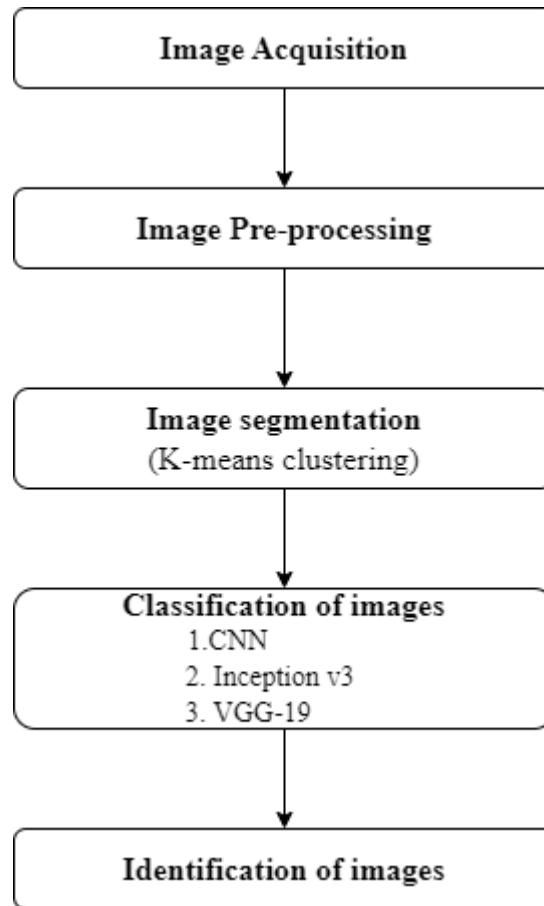 Image Acquisition
Image Pre-processing
Image segmentation
(K-means clustering)
Classification of images
1.CNN
2. Inception v3
3. VGG-19
Identification of images